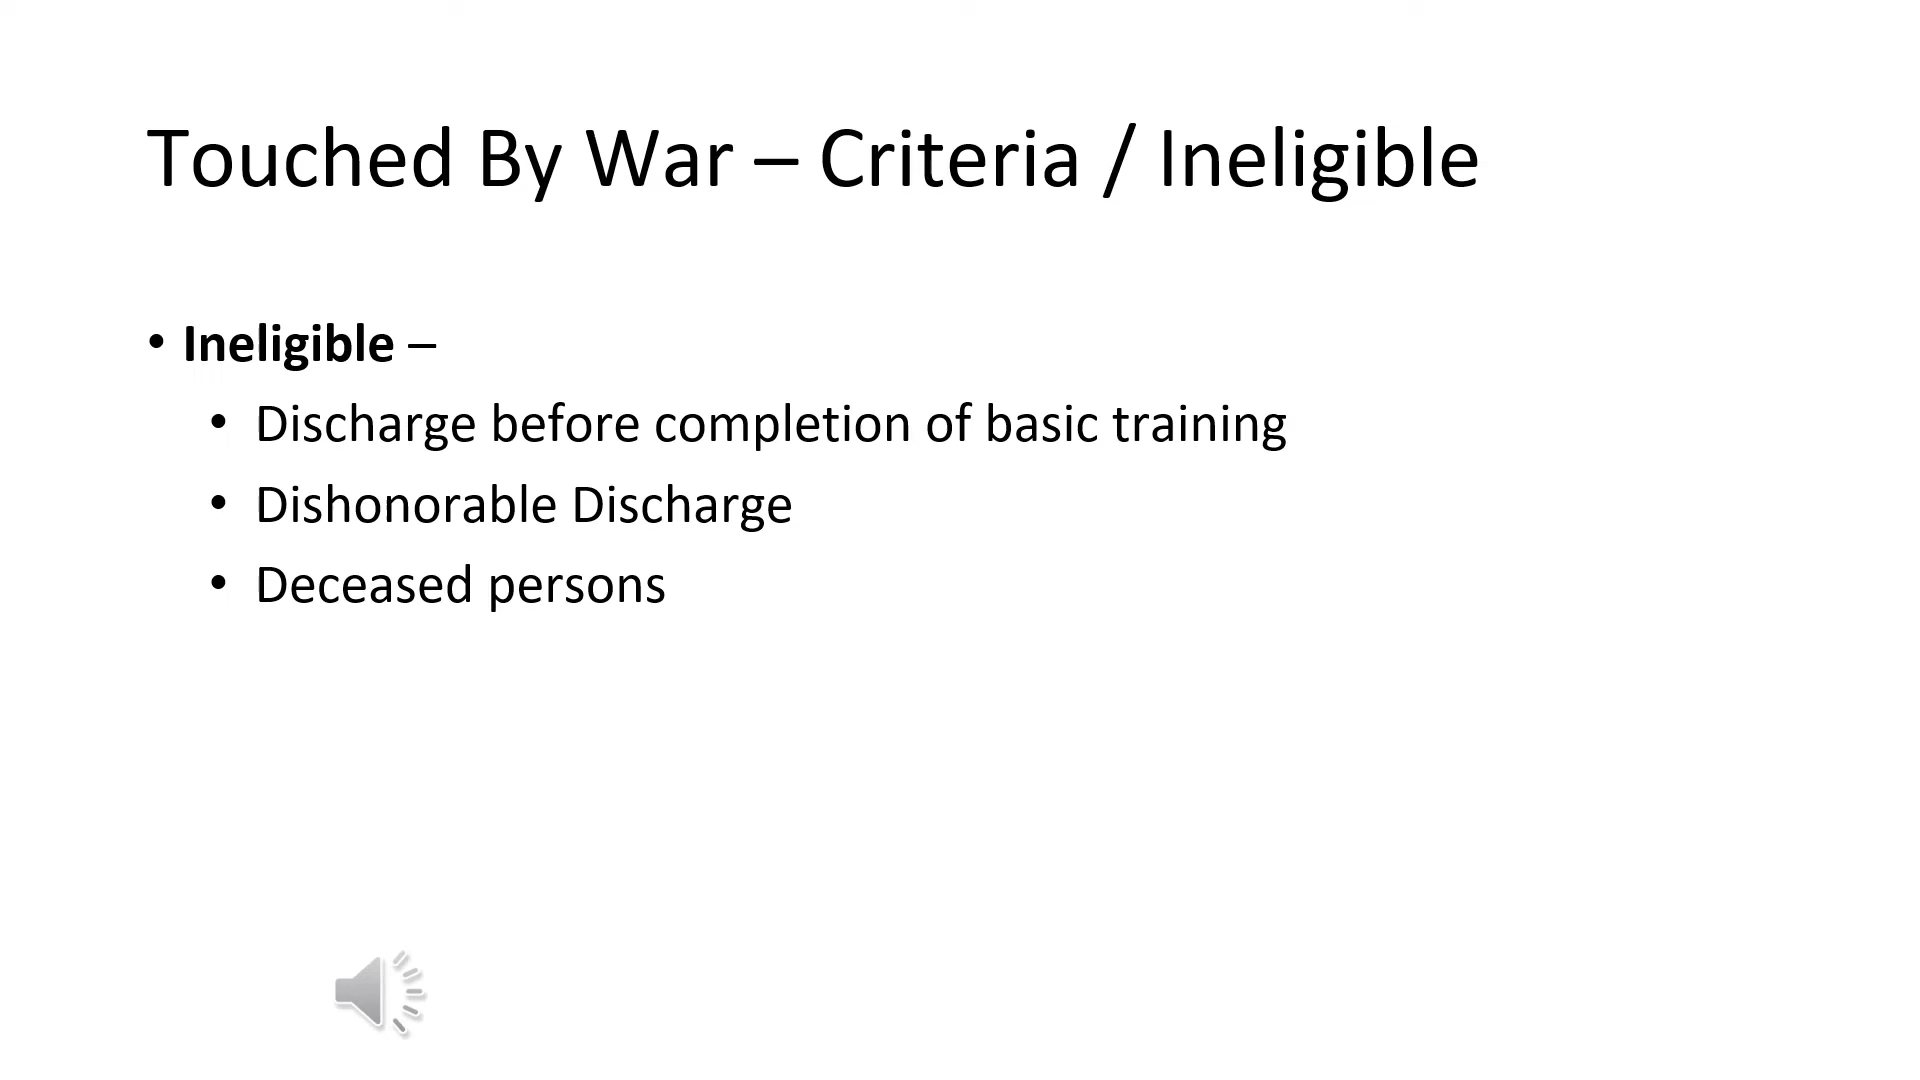 Touched By War – Criteria / Ineligible
• Ineligible –
• Discharge before completion of basic training
• Dishonorable Discharge
• Deceased persons